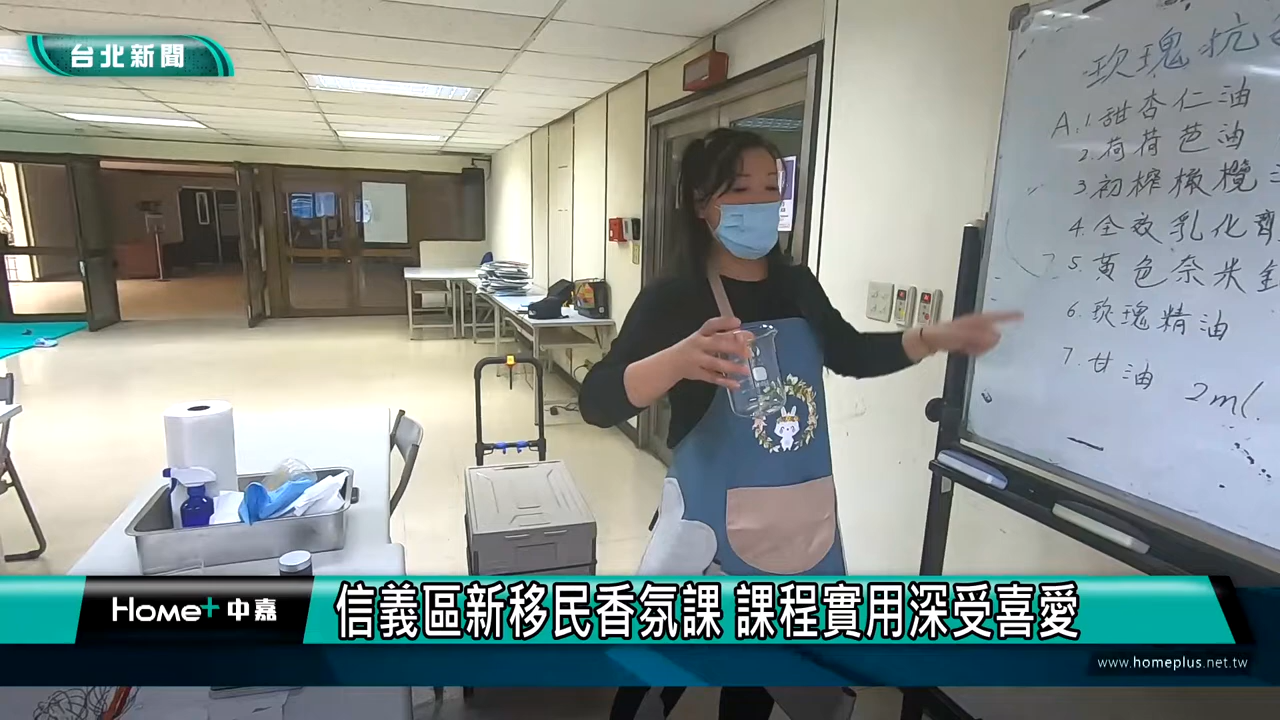 台北新聞
玫瑰抗
A.1.甜杏仁油
2.荷荷芭油
3.初榨橄欖
4.全效乳化劑
5.黃色奈米
6.玫瑰精油
7.甘油 2ml.
Home+中嘉
信義區新移民香氛課 課程實用深受喜愛
www.homeplus.net.tw